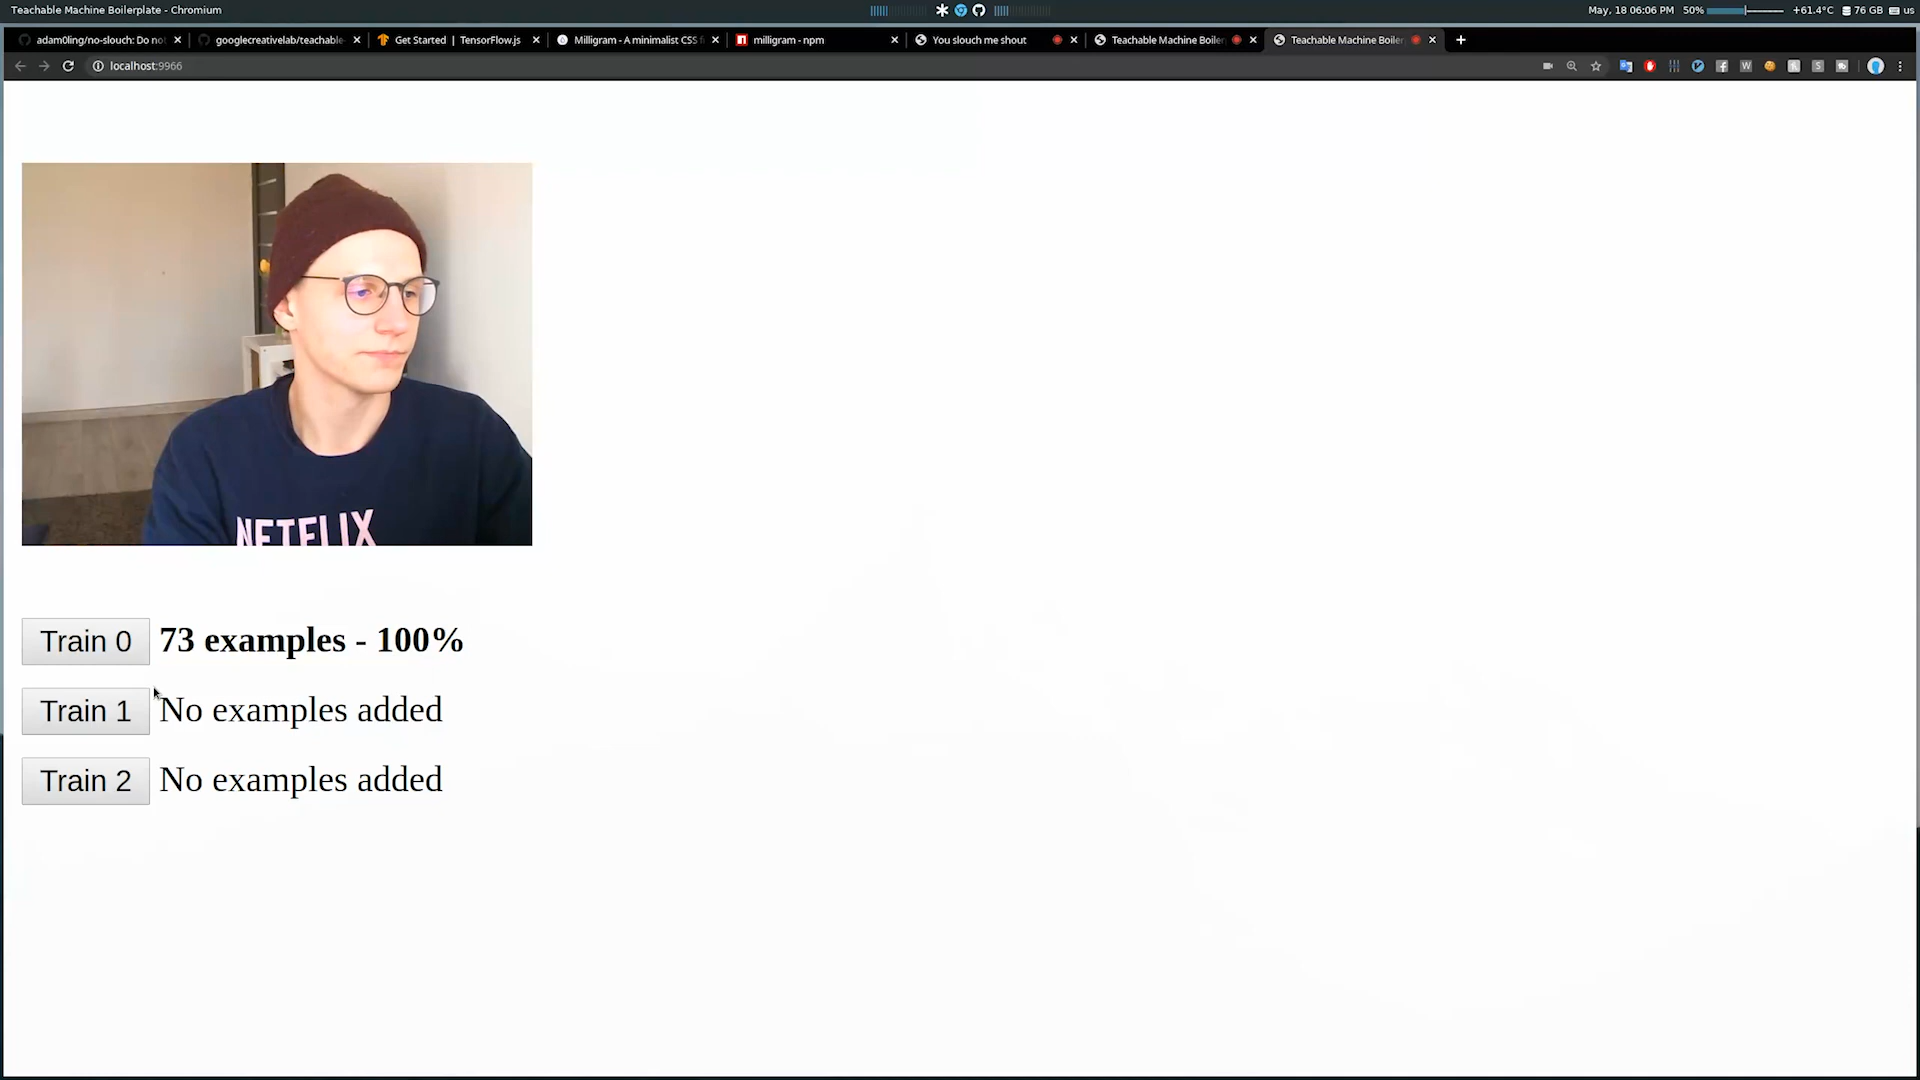 Teachable Machine Boilerplate - Chromium
May, 18 06:06 PM 50% +61.4°C 76 GB us
adam0ling/no-slouch: Do no
googlecreativelab/teachable-
Get Started | TensorFlow.js
Milligram - A minimalist CSS f
milligram - npm
You slouch me shout
Teachable Machine Boiler
Teachable Machine Boiler
localhost:9966
NETFLIX
Train 0 73 examples - 100%
Train 1 No examples added
Train 2 No examples added